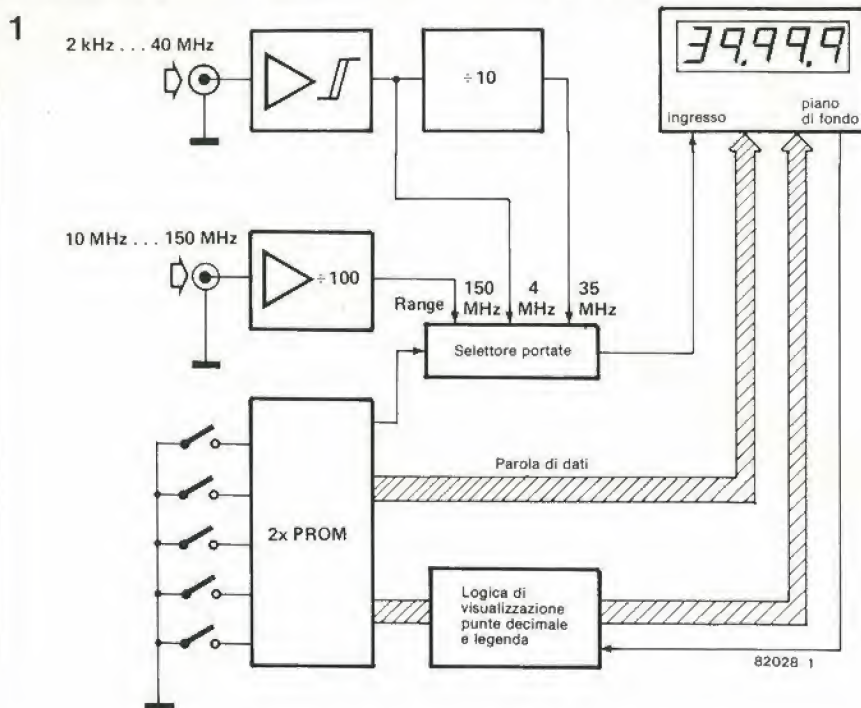 1
2 kHz . . . 40 MHz
÷ 10
39.99.9
ingresso
piano
di fondo
10 MHz . . . 150 MHz
÷ 100
Range
150
MHz
4
MHz
35
MHz
Selettore portate
Parola di dati
2x PROM
Logica di
visualizzazione
punte decimale
e legenda
82028 1